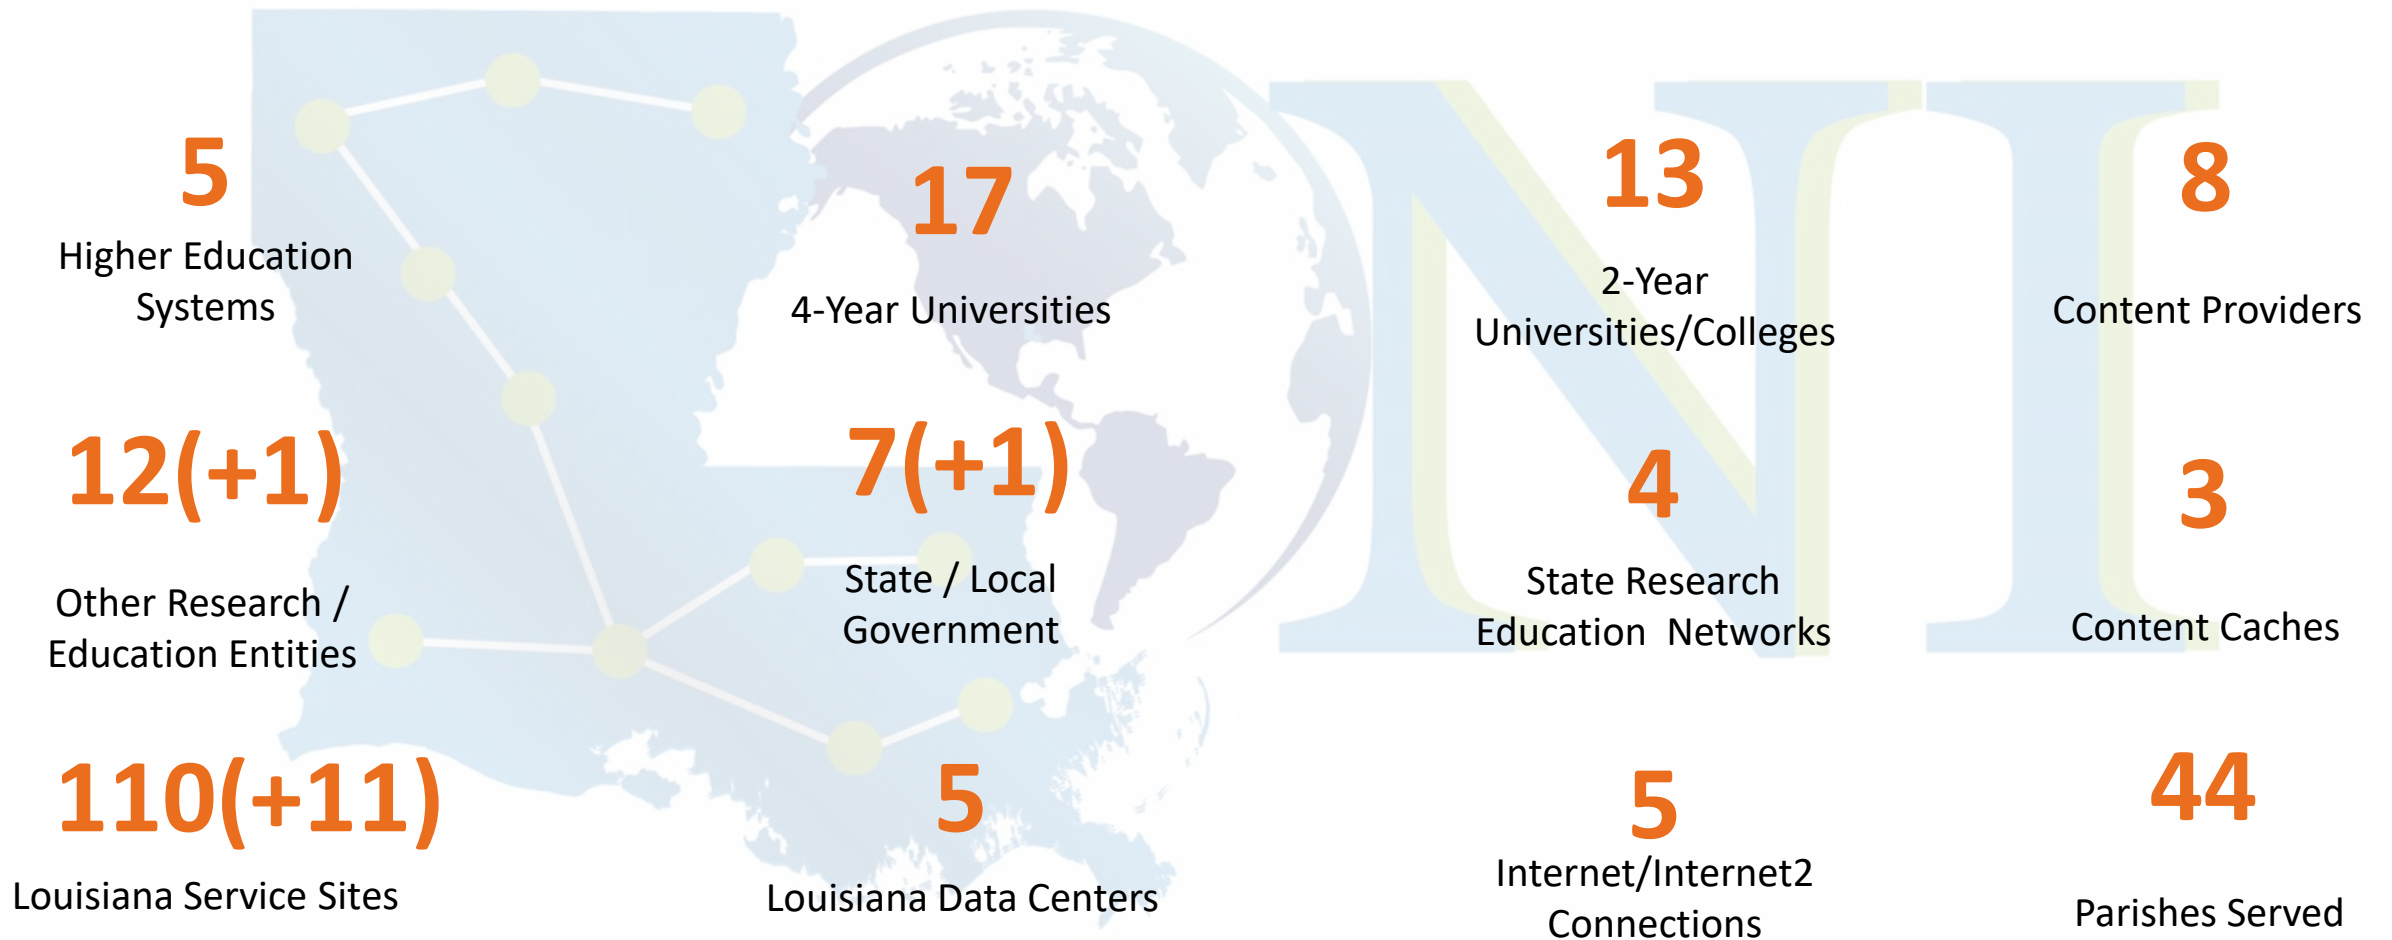 5
Higher Education
Systems
17
4-Year Universities
13
2-Year
Universities/Colleges
8
Content Providers
12(+1)
Other Research /
Education Entities
7(+1)
State / Local
Government
4
State Research
Education  Networks
3
Content Caches
110(+11)
Louisiana Service Sites
5
Louisiana Data Centers
5
Internet/Internet2
Connections
44
Parishes Served
NI